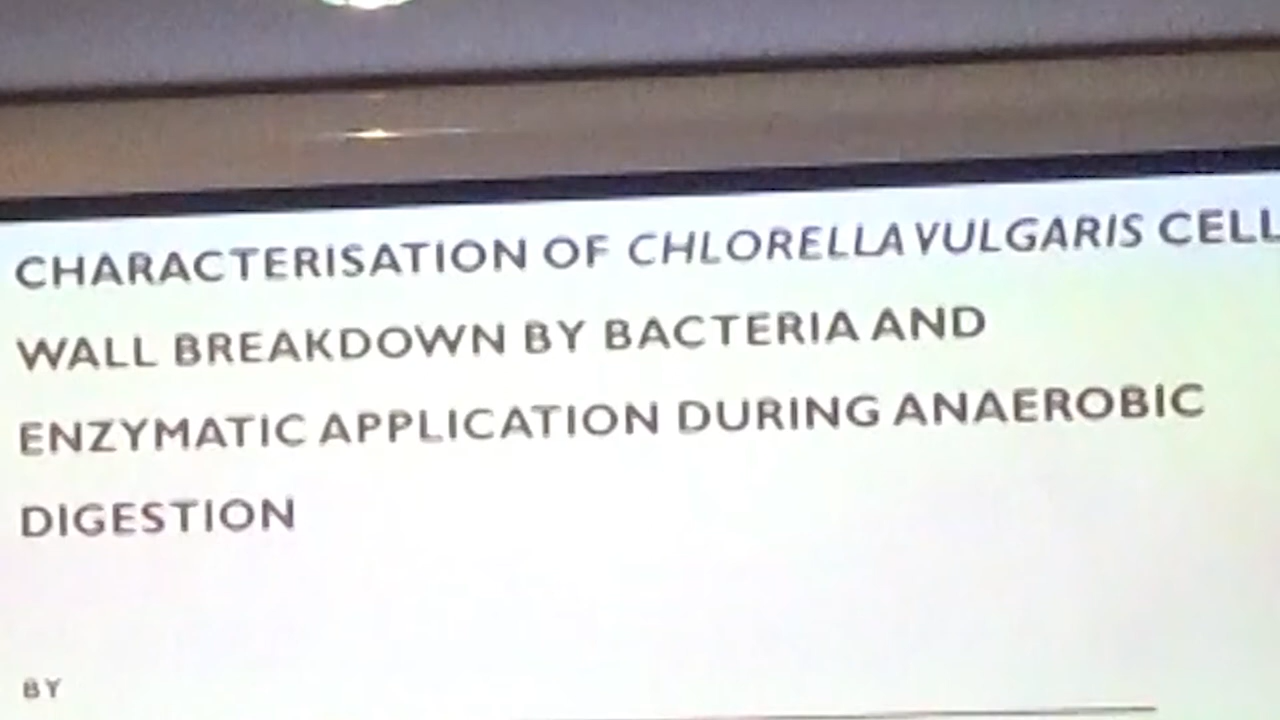 CHARACTERISATION OF CHLORELLA VULGARIS CELL
WALL BREAKDOWN BY BACTERIA AND
ENZYMATIC APPLICATION DURING ANAEROBIC
DIGESTION
BY